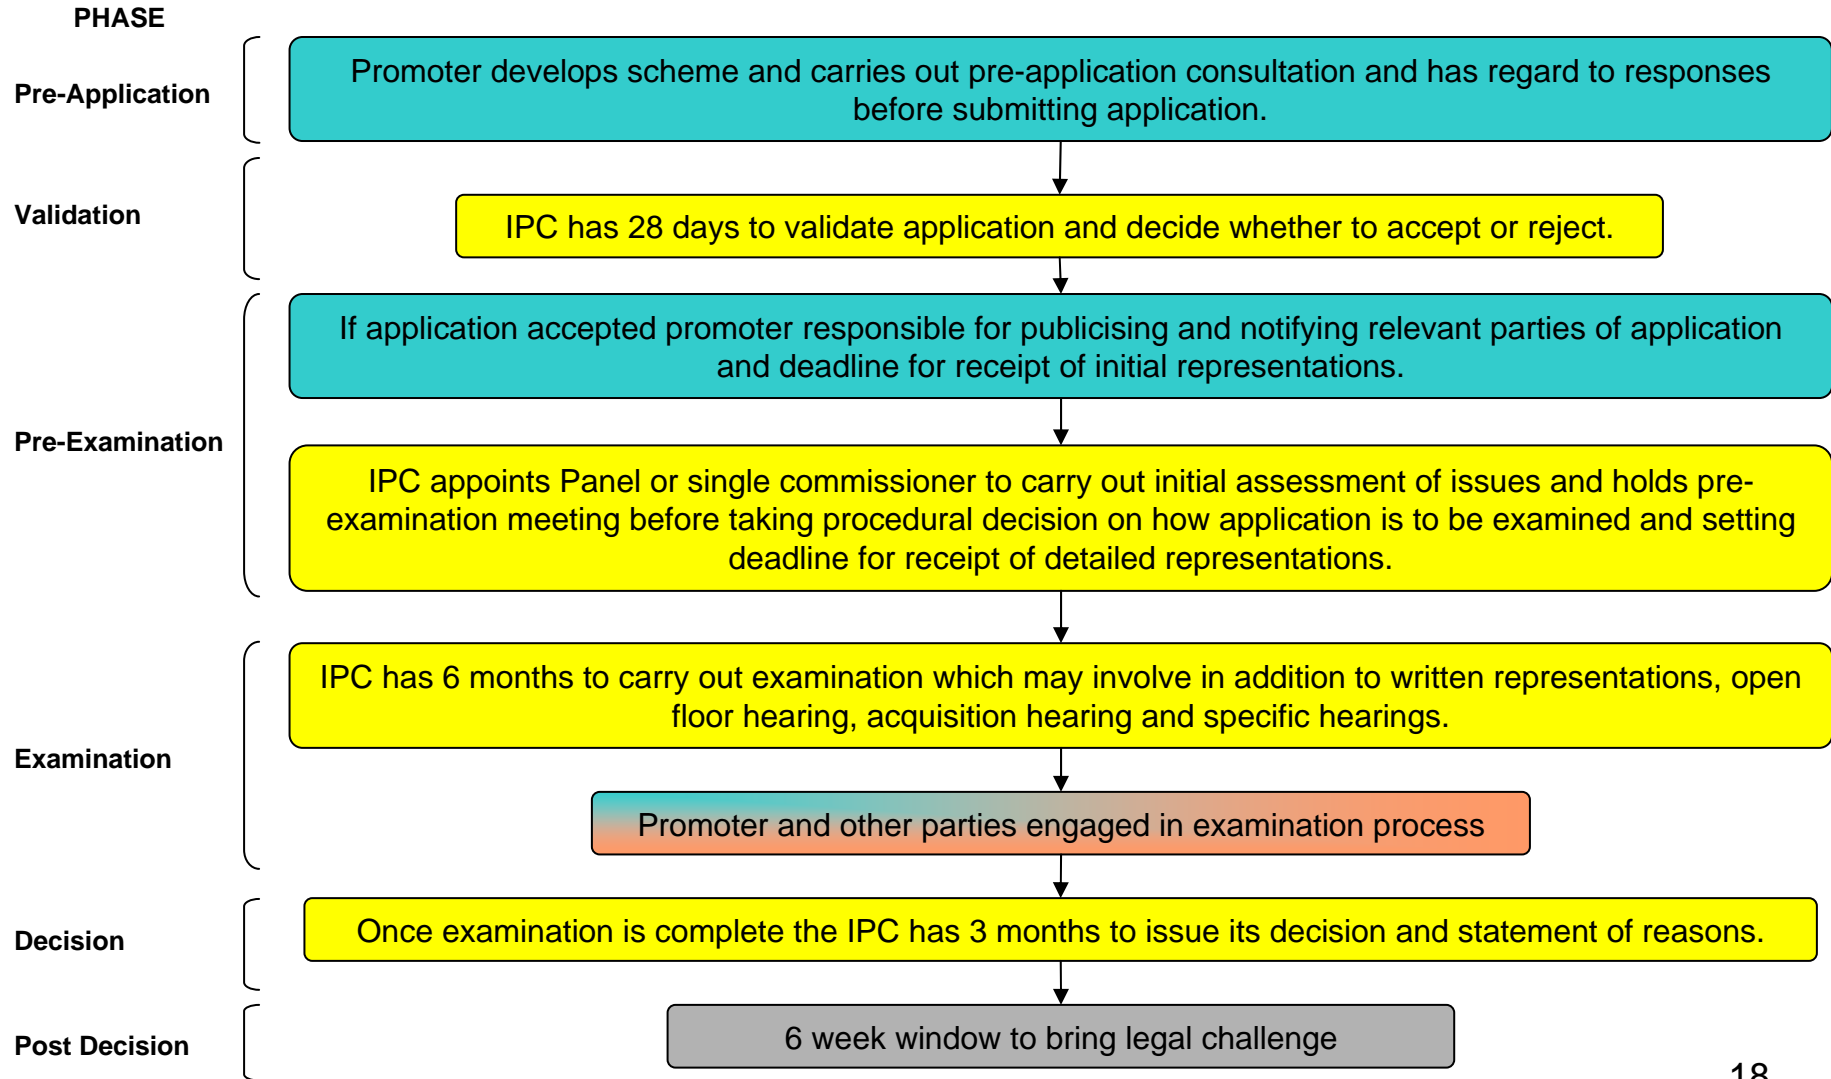 PHASE
Pre-Application
Promoter develops scheme and carries out pre-application consultation and has regard to responses
before submitting application.
Validation
IPC has 28 days to validate application and decide whether to accept or reject.
Pre-Examination
If application accepted promoter responsible for publicising and notifying relevant parties of application
and deadline for receipt of initial representations.
IPC appoints Panel or single commissioner to carry out initial assessment of issues and holds pre-
examination meeting before taking procedural decision on how application is to be examined and setting
deadline for receipt of detailed representations.
Examination
IPC has 6 months to carry out examination which may involve in addition to written representations, open
floor hearing, acquisition hearing and specific hearings.
Promoter and other parties engaged in examination process
Decision
Once examination is complete the IPC has 3 months to issue its decision and statement of reasons.
Post Decision
6 week window to bring legal challenge
18